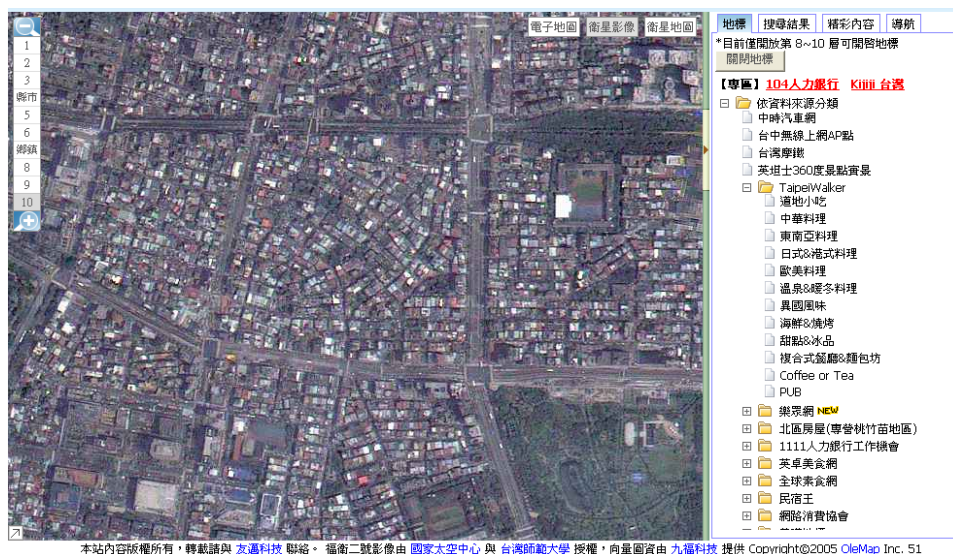 電子地圖 衛星影像 衛星地圖
1
2
3
縣市
5
6
鄉鎮
8
9
10
地標 搜尋結果 精彩內容 導航
*目前僅開放第 8~10 層可開啓地標
關閉地標
【專區】104人力銀行 Kijiji 台灣
依資料來源分類
中時汽車網
台中無線上網AP點
台灣摩鐵
英坦士360度景點實景
TaipeiWalker
道地小吃
中華料理
東南亞料理
日式&港式料理
歐美料理
溫泉&暖冬料理
異國風味
海鮮&燒烤
甜點&冰品
複合式餐廳&麵包坊
Coffee or Tea
PUB
樂眾網 NEW
北區房屋(專營桃竹苗地區)
1111人力銀行工作機會
英卓美食網
全球素食網
民宿王
網路消費協會
本站內容版權所有，轉載請與 友邁科技 聯絡。 福衛二號影像由 國家太空中心 與 台灣師範大學 授權，向量圖資由 九福科技 提供 Copyright©2005 OleMap Inc. 51